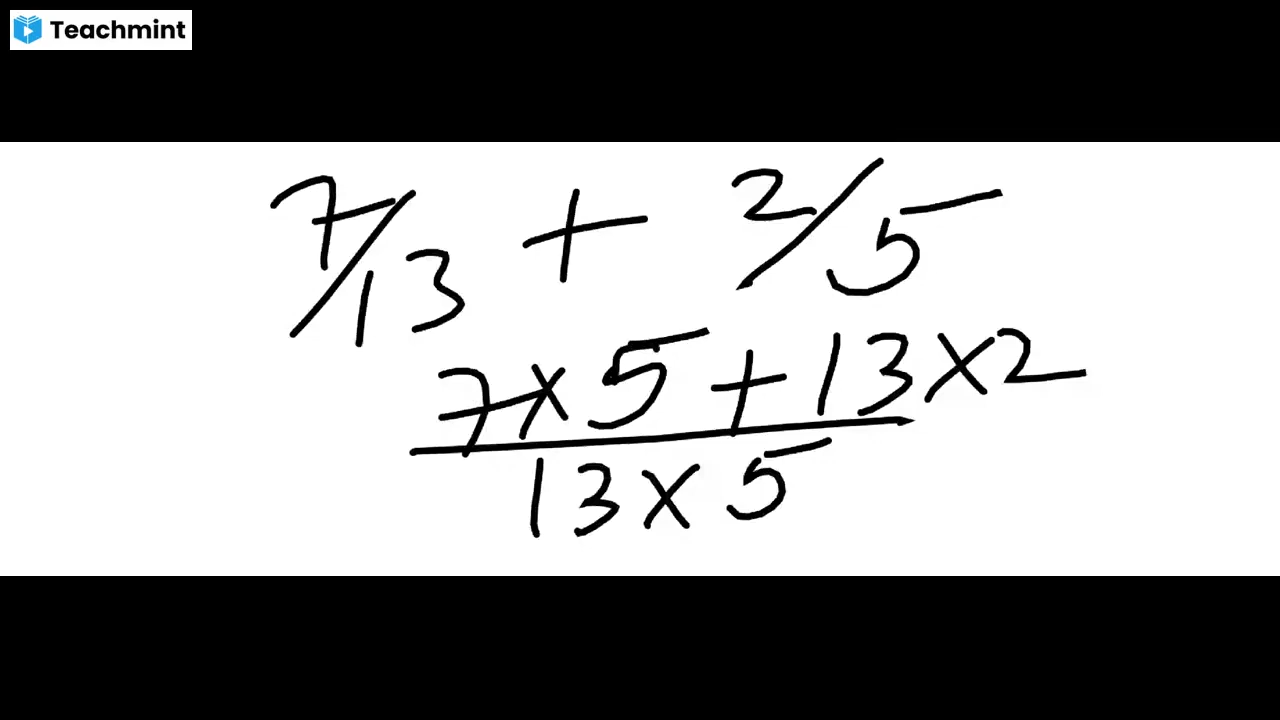 Teachmint
7/13 + 2/5
7 x 5 + 13 x 2
13 x 5